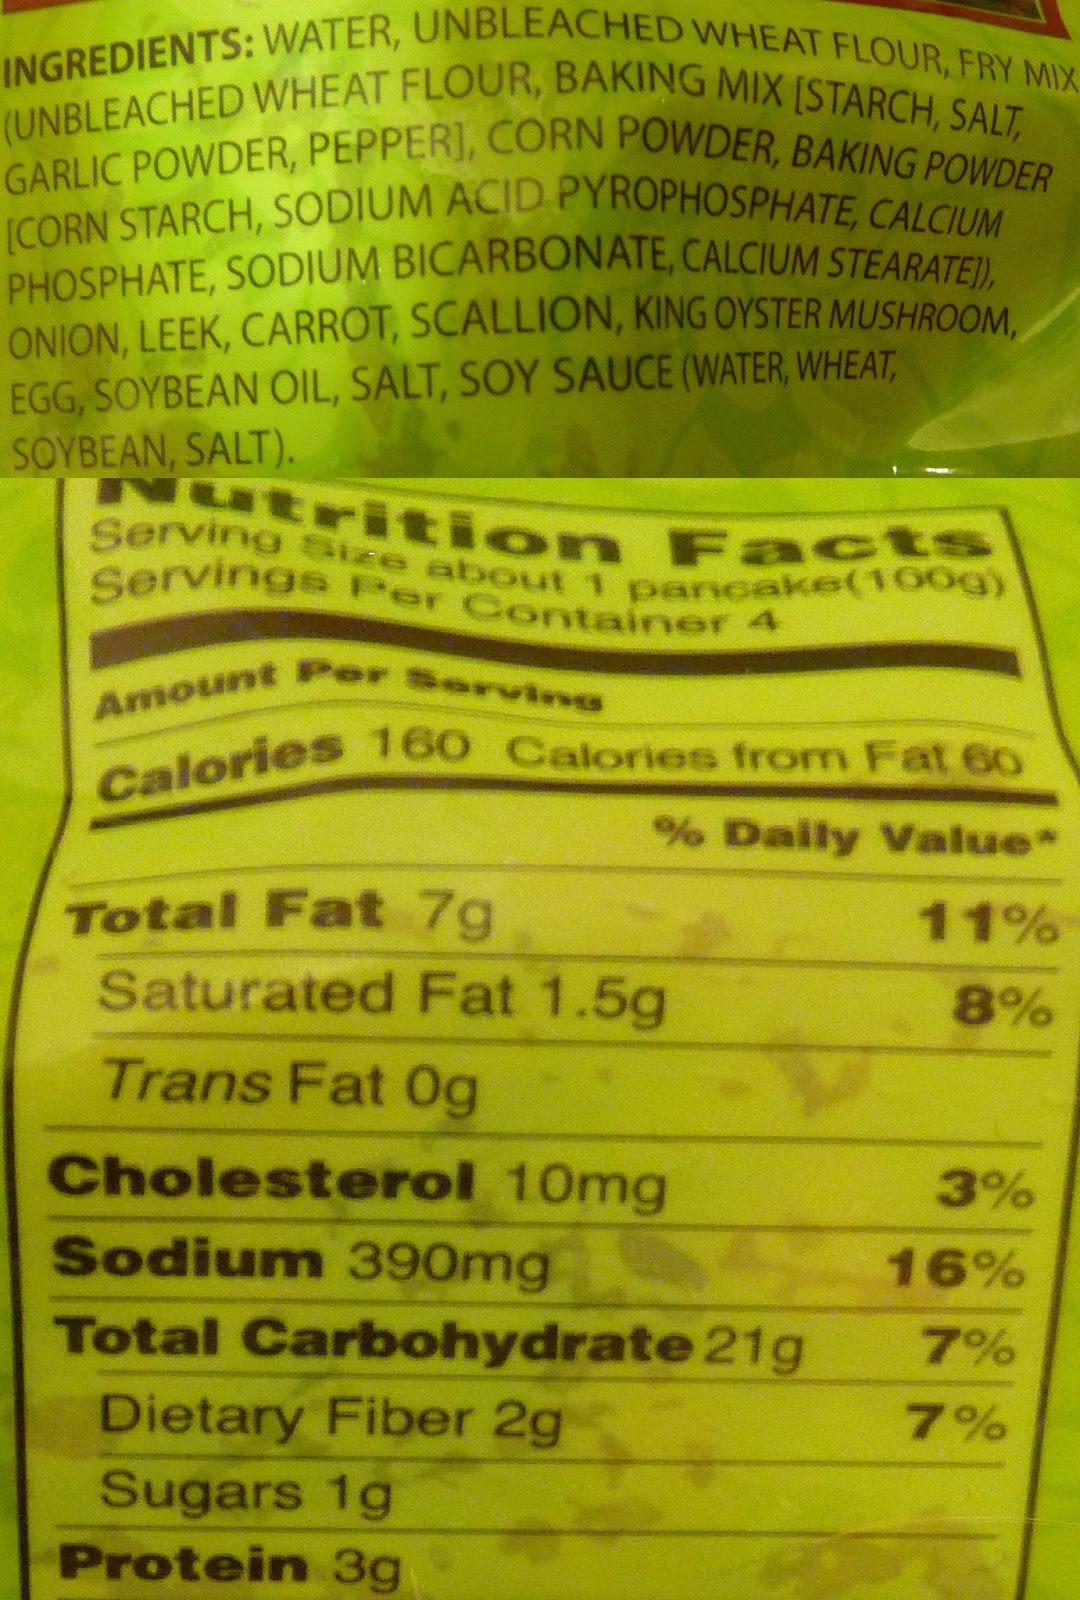 INGREDIENTS: WATER, UNBLEACHED WHEAT FLOUR, FRY MIX
(UNBLEACHED WHEAT FLOUR, BAKING MIX [STARCH, SALT,
GARLIC POWDER, PEPPER], CORN POWDER, BAKING POWDER
[CORN STARCH, SODIUM ACID PYROPHOSPHATE, CALCIUM
PHOSPHATE, SODIUM BICARBONATE, CALCIUM STEARATE]),
ONION, LEEK, CARROT, SCALLION, KING OYSTER MUSHROOM,
EGG, SOYBEAN OIL, SALT, SOY SAUCE (WATER, WHEAT,
SOYBEAN, SALT).
Nutrition Facts
Serving Size about 1 pancake(100g)
Servings Per Container 4
Amount Per Serving
Calories 160 Calories from Fat 60
% Daily Value*
Total Fat 7g 11%
Saturated Fat 1.5g 8%
Trans Fat 0g
Cholesterol 10mg 3%
Sodium 390mg 16%
Total Carbohydrate 21g 7%
Dietary Fiber 2g 7%
Sugars 1g
Protein 3g